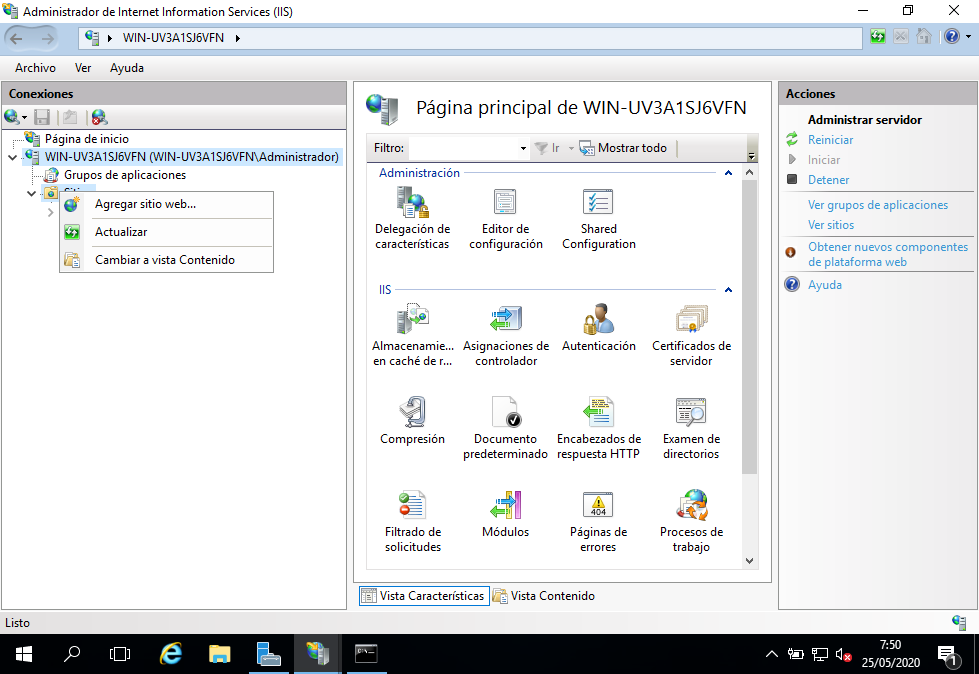 Administrador de Internet Information Services (IIS)
WIN-UV3A1SJ6VFN
Archivo Ver Ayuda
Conexiones
Página de inicio
WIN-UV3A1SJ6VFN (WIN-UV3A1SJ6VFN\Administrador)
Grupos de aplicaciones
Agregar sitio web...
Actualizar
Cambiar a vista Contenido
Página principal de WIN-UV3A1SJ6VFN
Filtro: Ir Mostrar todo
Administración
Delegación de
características
Editor de
configuración
Shared
Configuration
IIS
Almacenamie...
en caché de r...
Asignaciones de
controlador
Autenticación
Certificados de
servidor
Compresión
Documento
predeterminado
Encabezados de
respuesta HTTP
Examen de
directorios
Filtrado de
solicitudes
Módulos
404
Páginas de
errores
Procesos de
trabajo
Vista Características
Vista Contenido
Acciones
Administrar servidor
Reiniciar
Iniciar
Detener
Ver grupos de aplicaciones
Ver sitios
Obtener nuevos componentes
de plataforma web
Ayuda
Listo
7:50
25/05/2020
1